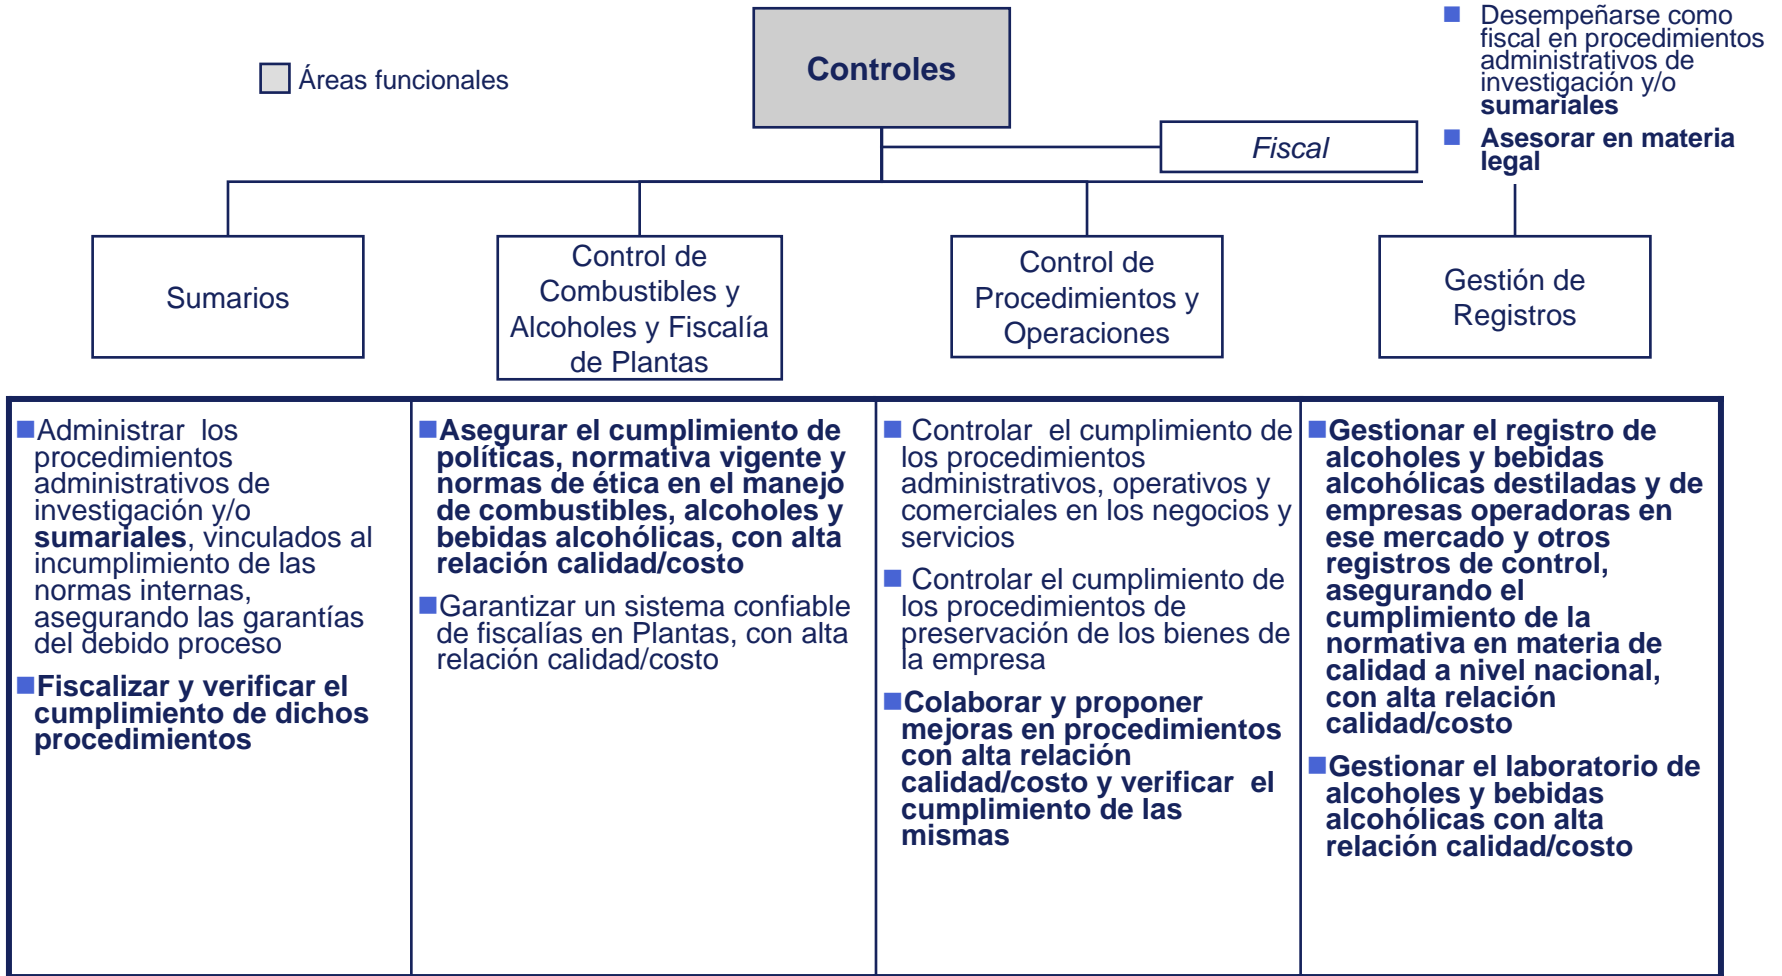 Áreas funcionales
Controles
Desempeñarse como
fiscal en procedimientos
administrativos de
investigación y/o
sumariales
Asesorar en materia
legal
Fiscal
Sumarios
Control de
Combustibles y
Alcoholes y Fiscalía
de Plantas
Control de
Procedimientos y
Operaciones
Gestión de
Registros
Administrar los
procedimientos
administrativos de
investigación y/o
sumariales, vinculados al
incumplimiento de las
normas internas,
asegurando las garantías
del debido proceso
Fiscalizar y verificar el
cumplimiento de dichos
procedimientos
Asegurar el cumplimiento de
políticas, normativa vigente y
normas de ética en el manejo
de combustibles, alcoholes y
bebidas alcohólicas, con alta
relación calidad/costo
Garantizar un sistema confiable
de fiscalías en Plantas, con alta
relación calidad/costo
Controlar el cumplimiento de
los procedimientos
administrativos, operativos y
comerciales en los negocios y
servicios
Controlar el cumplimiento de
los procedimientos de
preservación de los bienes de
la empresa
Colaborar y proponer
mejoras en procedimientos
con alta relación
calidad/costo y verificar el
cumplimiento de las
mismas
Gestionar el registro de
alcoholes y bebidas
alcohólicas destiladas y de
empresas operadoras en
ese mercado y otros
registros de control,
asegurando el
cumplimiento de la
normativa en materia de
calidad a nivel nacional,
con alta relación
calidad/costo
Gestionar el laboratorio de
alcoholes y bebidas
alcohólicas con alta
relación calidad/costo